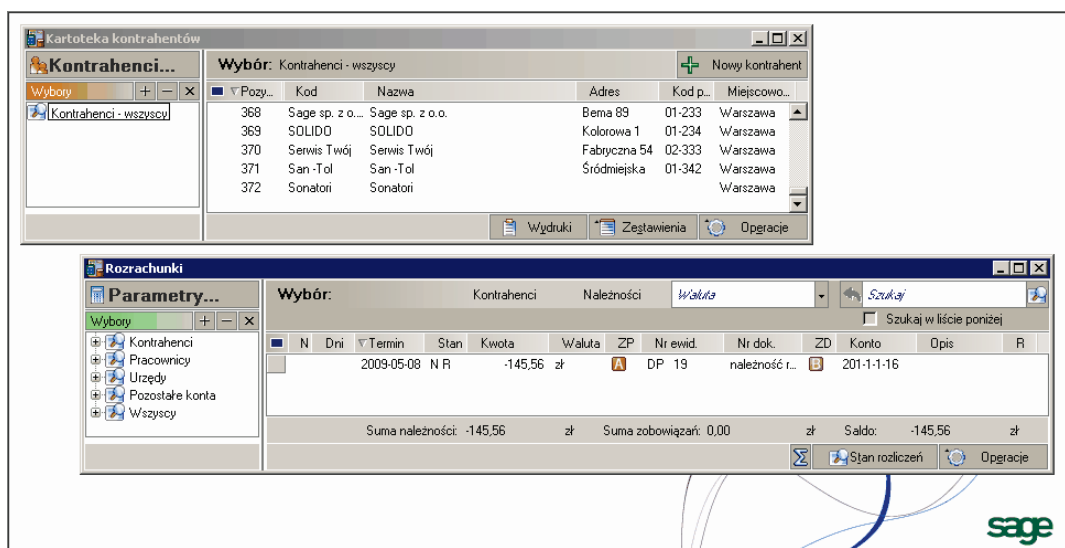 Kartoteka kontrahentów
Kontrahenci...
Wybór: Kontrahenci - wszyscy
Nowy kontrahent
Wybory
Pozy... Kod Nazwa Adres Kod p... Miejscowo...
Kontrahenci - wszyscy
368 Sage sp. z o... Sage sp. z o.o. Bema 89 01-233 Warszawa
369 SOLIDO SOLIDO Kolorowa 1 01-234 Warszawa
370 Serwis Twój Serwis Twój Fabryczna 54 02-333 Warszawa
371 San -Tol San -Tol Śródmiejska 01-342 Warszawa
372 Sonatori Sonatori Warszawa
Wydruki Zestawienia Operacje
Rozrachunki
Parametry...
Wybór: Kontrahenci Należności Waluta Szukaj
Szukaj w liście poniżej
Wybory
Kontrahenci
Pracownicy
Urzędy
Pozostałe konta
Wszyscy
N Dni Termin Stan Kwota Waluta ZP Nr ewid. Nr dok. ZD Konto Opis R
2009-05-08 N R -145,56 zł A DP 19 należność r... B 201-1-1-16
Suma należności: -145,56 zł Suma zobowiązań: 0,00 zł Saldo: -145,56 zł
Σ Stan rozliczeń Operacje
sage